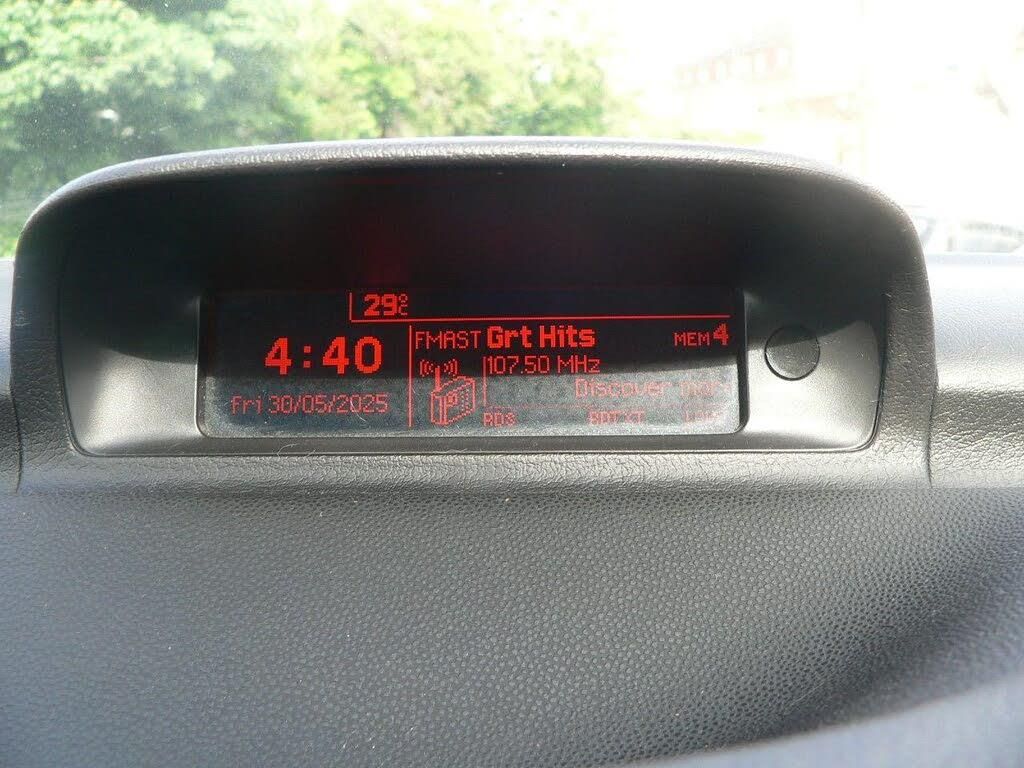 29°C
4:40
Fri 30/05/2025
FMAST Grt Hits MEM 4
107.50 MHz
Discover
RDS